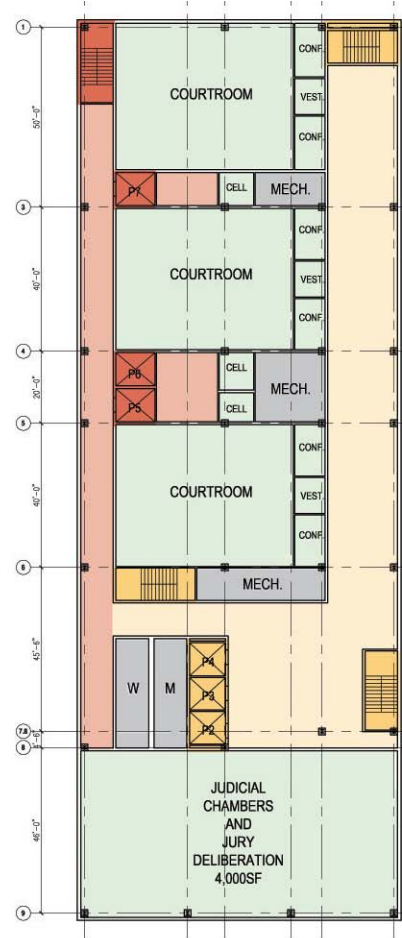 1
50'-0"
COURTROOM
CONF.
VEST.
CONF.
P7
CELL
MECH.
3
40'-0"
COURTROOM
CONF.
VEST.
CONF.
4
20'-0"
P6
P5
CELL
CELL
MECH.
5
40'-0"
COURTROOM
CONF.
VEST.
CONF.
6
MECH.
45'-6"
W
M
P4
P3
P2
7.8
8
JUDICIAL
CHAMBERS
AND
JURY
DELIBERATION
4,000SF
46'-0"
9